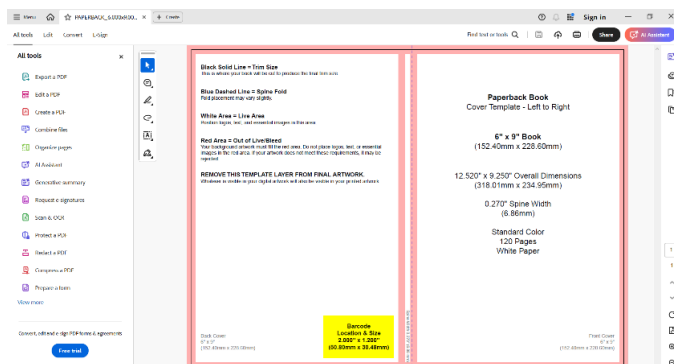 Menu
PAPERBACK_6.000x9.00...
+ Create
Sign in
All tools
Edit
Convert
E-Sign
Find text or tools
Share
AI Assistant
All tools
Export a PDF
Edit a PDF
Create a PDF
Combine files
Organize pages
AI Assistant
Generative summary
Request e-signatures
Scan & OCR
Protect a PDF
Redact a PDF
Compress a PDF
Prepare a form
View more
Convert, edit and e-sign PDF forms & agreements
Free trial
Black Solid Line = Trim Size
This is where your book will be cut to produce the final trim size
Blue Dashed Line = Spine Fold
Fold placement may vary slightly.
White Area = Live Area
Position logos, text, and essential images in this area.
Red Area = Out of Live/Bleed
Your background artwork must fill the red area. Do not place logos, text, or essential
images in the red area. If your artwork does not meet these requirements, it may be
rejected.
REMOVE THIS TEMPLATE LAYER FROM FINAL ARTWORK.
Whatever is visible in your digital artwork will also be visible in your printed artwork
Barcode
Location & Size
2.000" x 1.200"
(50.80mm x 30.48mm)
Back Cover
6" x 9"
(152.40mm x 228.60mm)
Paperback Book
Cover Template - Left to Right
6" x 9" Book
(152.40mm x 228.60mm)
12.520" x 9.250" Overall Dimensions
(318.01mm x 234.95mm)
0.270" Spine Width
(6.86mm)
Standard Color
120 Pages
White Paper
Front Cover
6" x 9"
(152.40mm x 228.60mm)